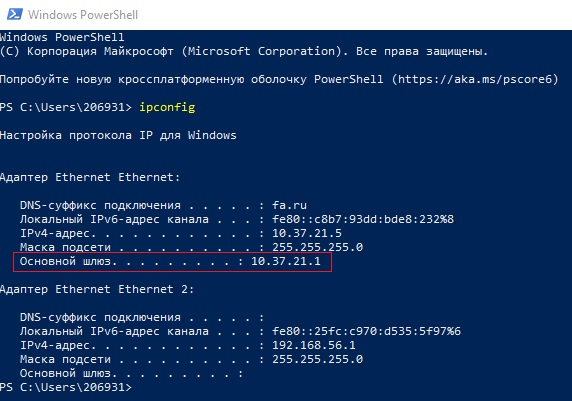 Windows PowerShell
Windows PowerShell
(C) Корпорация Майкрософт (Microsoft Corporation). Все права защищены.
Попробуйте новую кроссплатформенную оболочку PowerShell (https://aka.ms/pscore6)
PS C:\Users\206931> ipconfig
Настройка протокола IP для Windows
Адаптер Ethernet Ethernet:
DNS-суффикс подключения . . . . . : fa.ru
Локальный IPv6-адрес канала . . . : fe80::c8b7:93dd:bde8:232%8
IPv4-адрес. . . . . . . . . . . . : 10.37.21.5
Маска подсети . . . . . . . . . . : 255.255.255.0
Основной шлюз. . . . . . . . . : 10.37.21.1
Адаптер Ethernet Ethernet 2:
DNS-суффикс подключения . . . . . :
Локальный IPv6-адрес канала . . . : fe80::25fc:c970:d535:5f97%6
IPv4-адрес. . . . . . . . . . . . : 192.168.56.1
Маска подсети . . . . . . . . . . : 255.255.255.0
Основной шлюз. . . . . . . . . :
PS C:\Users\206931>